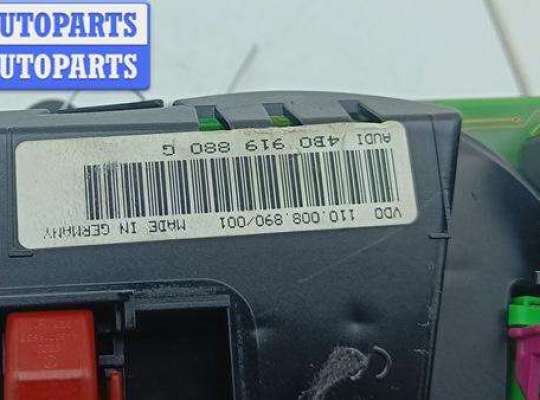 AUTOPARTS
AUTOPARTS
VDO 110.008.890/001 MADE IN GERMANY
AUDI 4B0 919 880 G